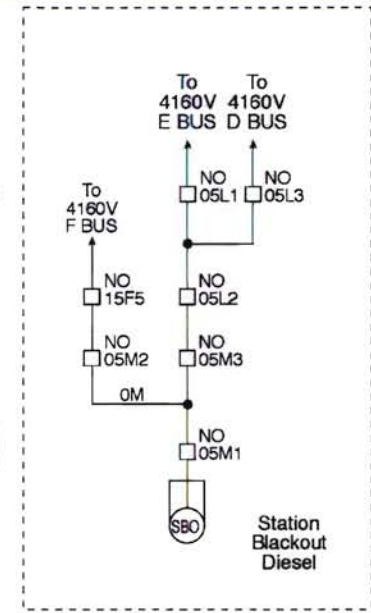 To To
4160V 4160V
E BUS D BUS
NO NO
05L1 05L3
To
4160V
F BUS
NO NO
15F5 05L2
NO NO
05M2 05M3
0M
NO
05M1
SBO
Station
Blackout
Diesel